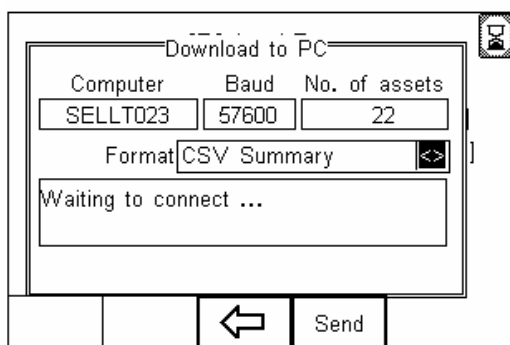 Download to PC
Computer Baud No. of assets
SELLT023 57600 22
Format CSV Summary <>
Waiting to connect ...
Send